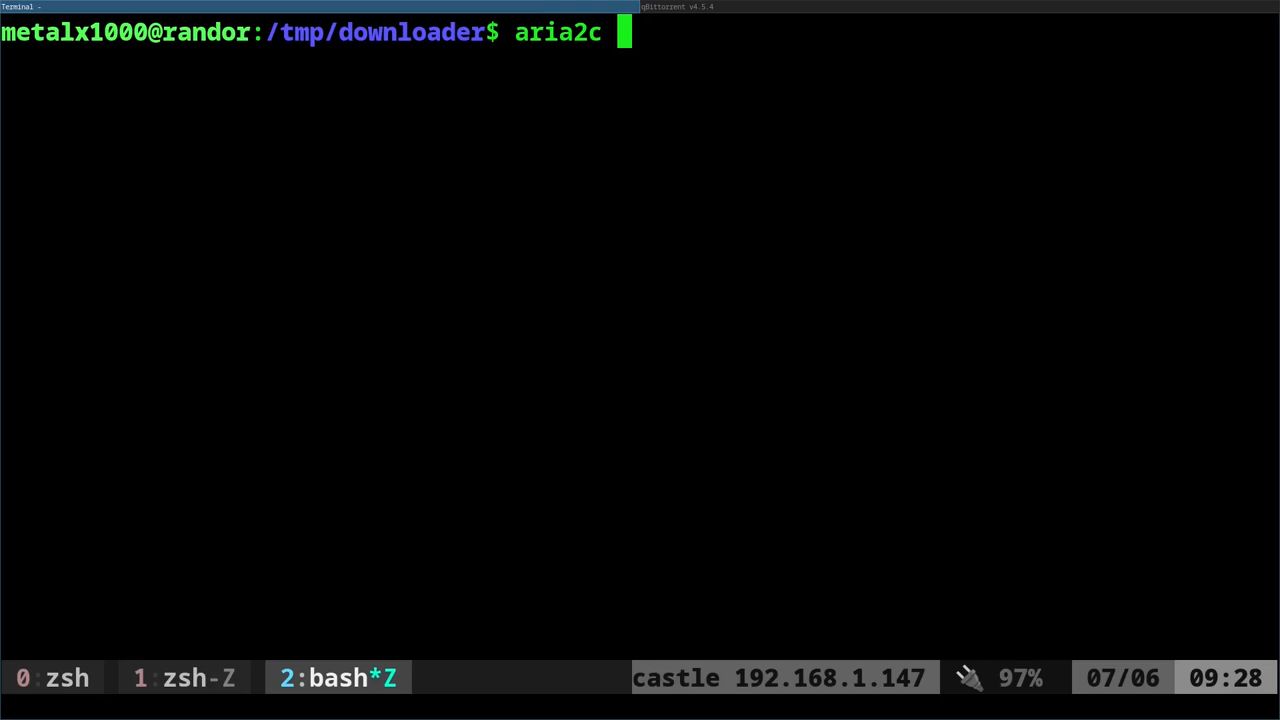 Terminal -
qBittorrent v4.5.4
metalx1000@randor:/tmp/downloader$ aria2c
0:zsh 1:zsh-Z 2:bash*Z castle 192.168.1.147 97% 07/06 09:28